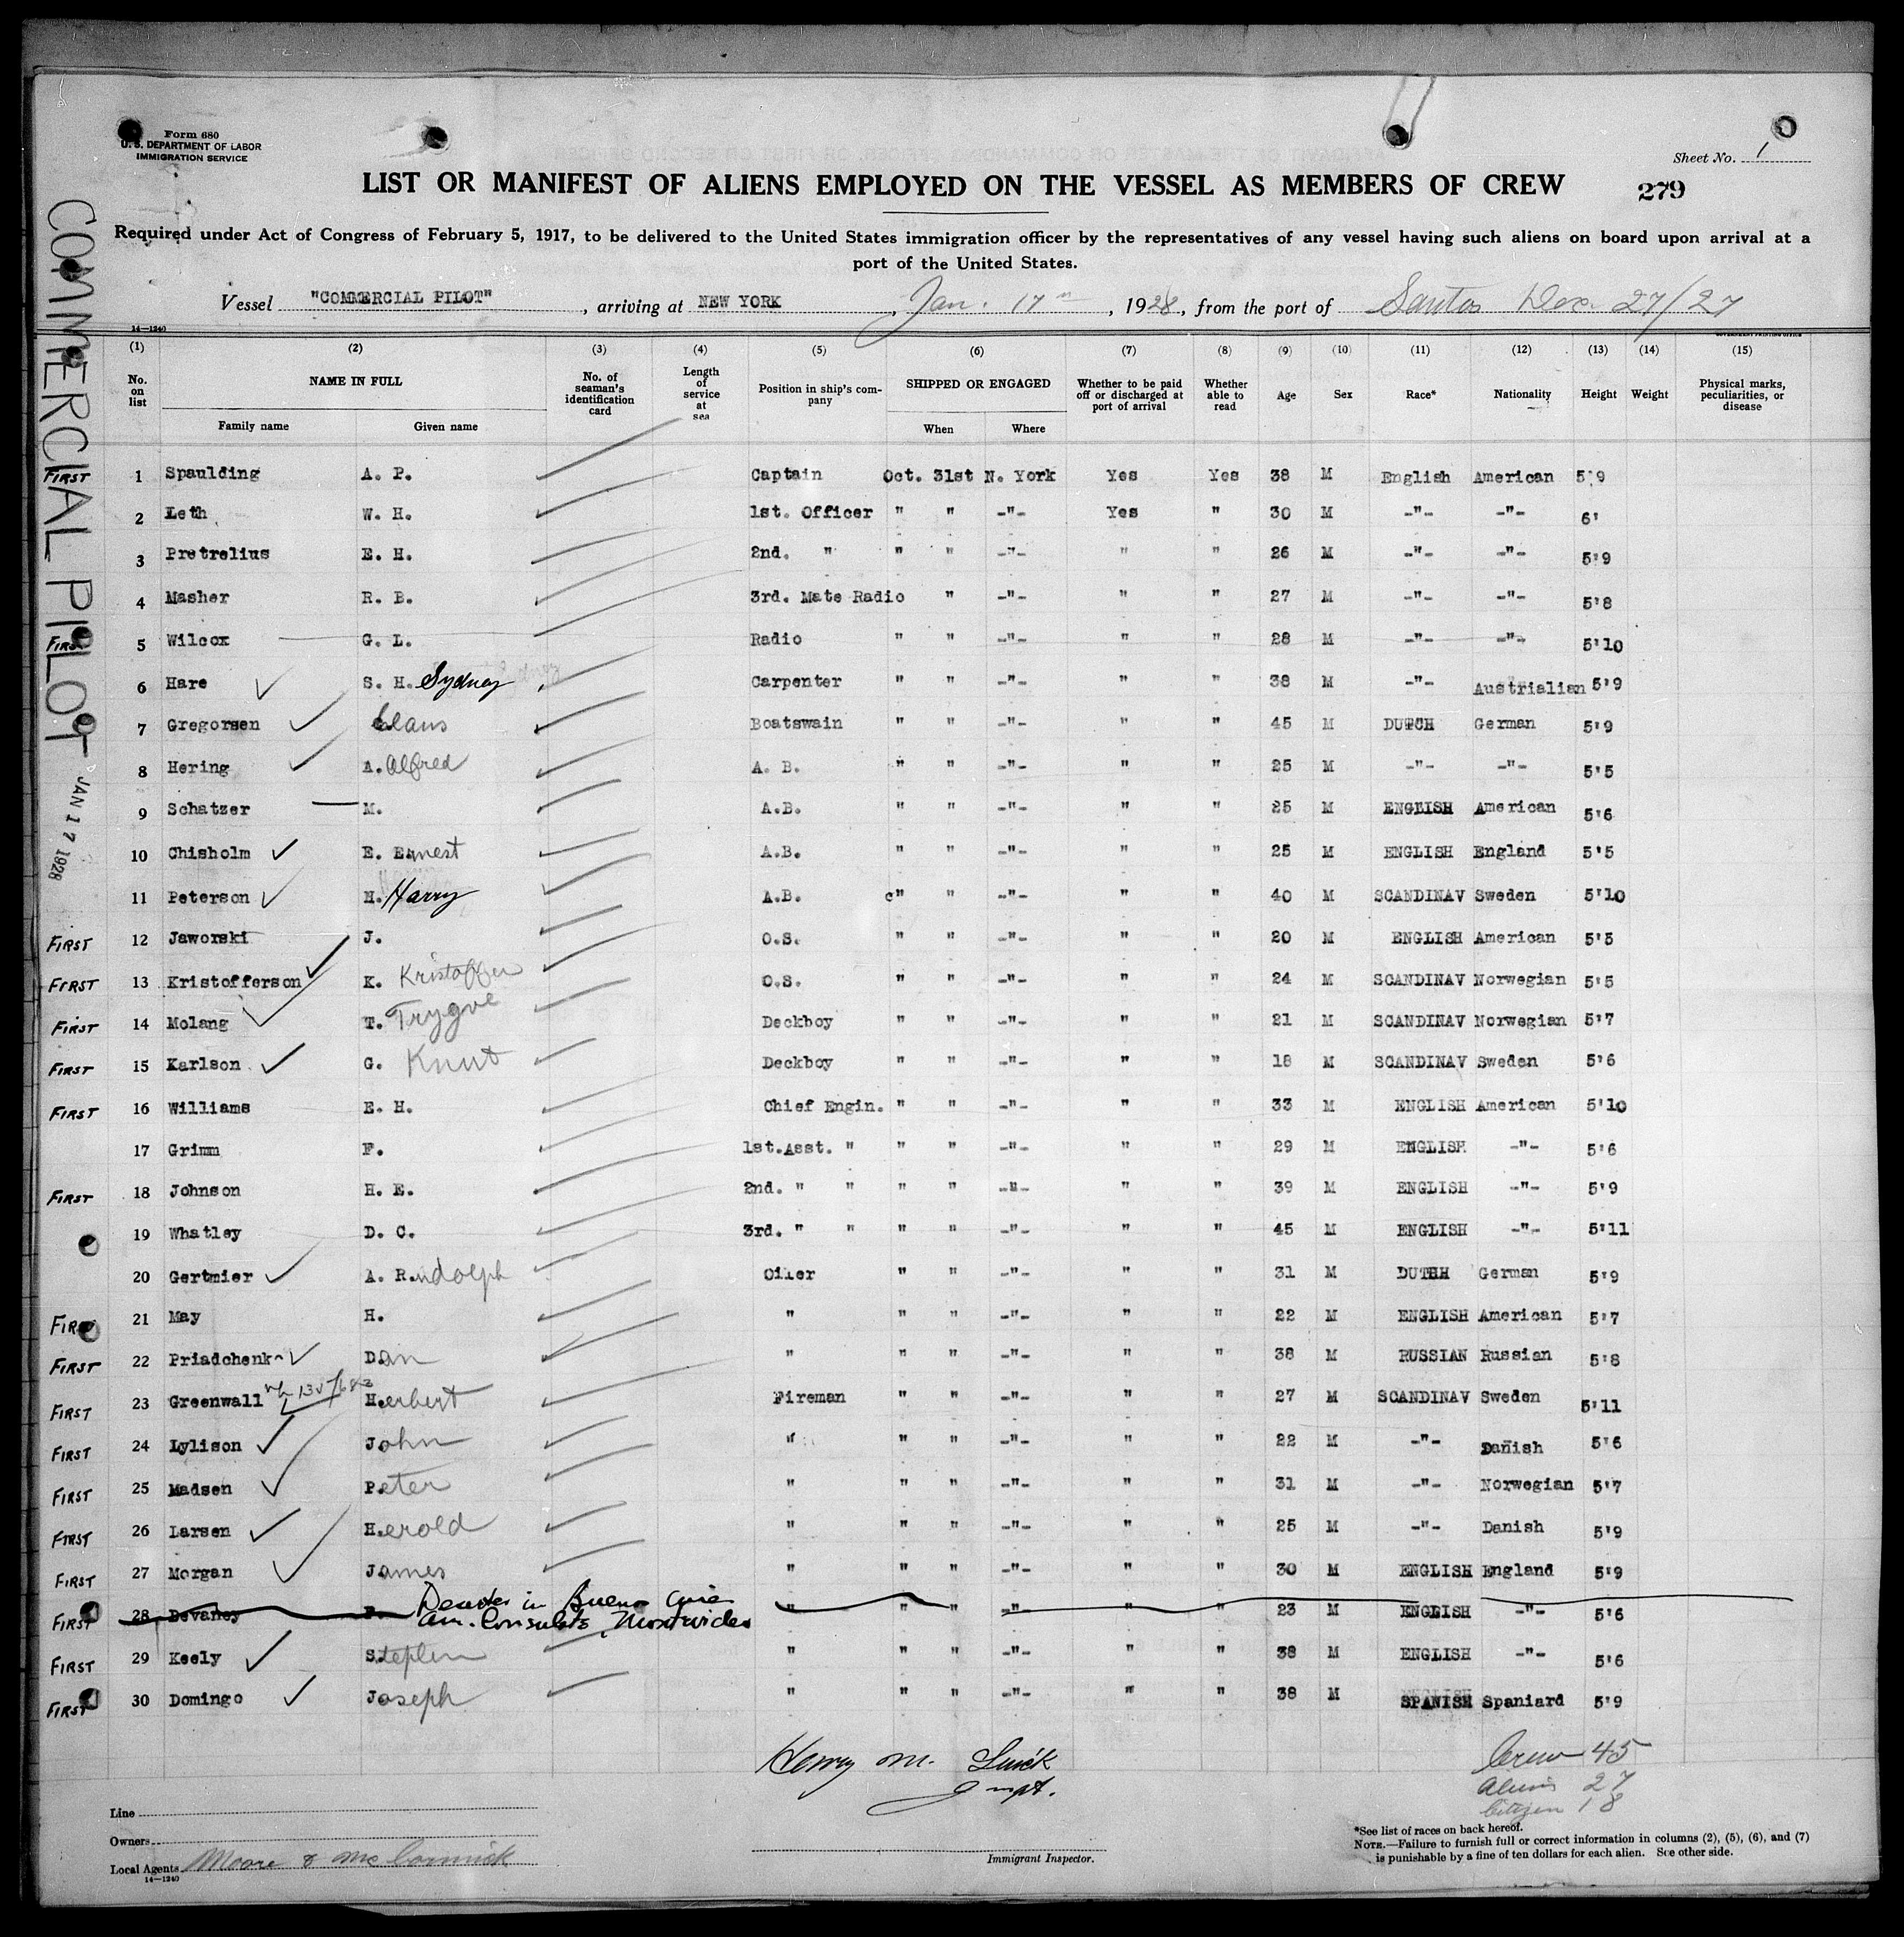 Form 680
U. S. DEPARTMENT OF LABOR
IMMIGRATION SERVICE
Sheet No. 1
LIST OR MANIFEST OF ALIENS EMPLOYED ON THE VESSEL AS MEMBERS OF CREW
279
Required under Act of Congress of February 5, 1917, to be delivered to the United States immigration officer by the representatives of any vessel having such aliens on board upon arrival at a
port of the United States.
Vessel "COMMERCIAL PILOT", arriving at NEW YORK, Jan. 17th, 1928, from the port of Santos Dec. 27/27
14—1240
GOVERNMENT PRINTING OFFICE
COMMERCIAL PILOT
JAN 17 1928
(1) (2) (3) (4) (5) (6) (7) (8) (9) (10) (11) (12) (13) (14) (15)
No. on list NAME IN FULL No. of seaman's identification card Length of service at sea Position in ship's company SHIPPED OR ENGAGED Whether to be paid off or discharged at port of arrival Whether able to read Age Sex Race* Nationality Height Weight Physical marks, peculiarities, or disease
Family name Given name When Where
FIRST 1 Spaulding A. P. Captain Oct. 31st N. York Yes Yes 38 M English American 5'9
2 Leth W. H. 1st. Officer " " -"- Yes " 30 M -"- -"- 6'
3 Pretrelius E. H. 2nd. " " " -"- " " 26 M -"- -"- 5'9
4 Masher R. B. 3rd. Mate Radio " -"- " " 27 M -"- -"- 5'8
FIRST 5 Wilcox G. L. Radio " " -"- " " 28 M -"- -"- 5'10
6 Hare S. H. Sydney Carpenter " " -"- " " 38 M -"- Austrialian 5'9
7 Gregorsen Claus Boatswain " " -"- " " 45 M DUTCH German 5'9
8 Hering A. Alfred A. B. " " -"- " " 25 M -"- -"- 5'5
9 Schatzer M. A.B. " " -"- " " 25 M ENGLISH American 5'6
10 Chisholm E. Ernest A.B. " " -"- " " 25 M ENGLISH England 5'5
11 Peterson H. Harry A.B. c" " -"- " " 40 M SCANDINAV Sweden 5'10
FIRST 12 Jaworski J. O.S. " " -"- " " 20 M ENGLISH American 5'5
FIRST 13 Kristofferson K. Kristoffer O.S. " " -"- " " 24 M SCANDINAV Norwegian 5'5
FIRST 14 Molang T. Trygve Deckboy " " -"- " " 21 M SCANDINAV Norwegian 5'7
FIRST 15 Karlson G. Knut Deckboy " " -"- " " 18 M SCANDINAV Sweden 5'6
FIRST 16 Williams E. H. Chief Engin. " " -"- " " 33 M ENGLISH American 5'10
17 Grimm F. 1st.Asst. " " " -"- " " 29 M ENGLISH -"- 5'6
FIRST 18 Johnson H. E. 2nd. " " " " -"- " " 39 M ENGLISH -"- 5'9
19 Whatley D. C. 3rd. " " " " -"- " " 45 M ENGLISH -"- 5'11
20 Gertmier A. Rudolph Oiler " " -"- " " 31 M DUTHH German 5'9
FIRST 21 May H. " " " -"- " " 22 M ENGLISH American 5'7
FIRST 22 Priadchenko Dan " " " -"- " " 38 M RUSSIAN Russian 5'8
FIRST 23 Greenwall Herbert Fireman " " -"- " " 27 M SCANDINAV Sweden 5'11
FIRST 24 Lylison John " " " -"- " " 22 M -"- Danish 5'6
FIRST 25 Madsen Peter " " " -"- " " 31 M -"- Norwegian 5'7
FIRST 26 Larsen Herold " " " -"- " " 25 M -"- Danish 5'9
FIRST 27 Morgan James " " " -"- " " 30 M ENGLISH England 5'9
FIRST 28 Devaney in Am. Consulate, Montevideo " " " -"- " " 23 M ENGLISH -"- 5'6
FIRST 29 Keely Stephen " " " -"- " " 38 M ENGLISH -"- 5'6
FIRST 30 Domingo Joseph " " " -"- " " 38 M SPANISH Spaniard 5'9
Henry M.
Inspt.
Crew 45
Aliens 27
Citizen 18
Line
Owners
Local Agents Moore & McCormick
14—1240
Immigrant Inspector.
*See list of races on back hereof.
NOTE.—Failure to furnish full or correct information in columns (2), (5), (6), and (7)
is punishable by a fine of ten dollars for each alien. See other side.